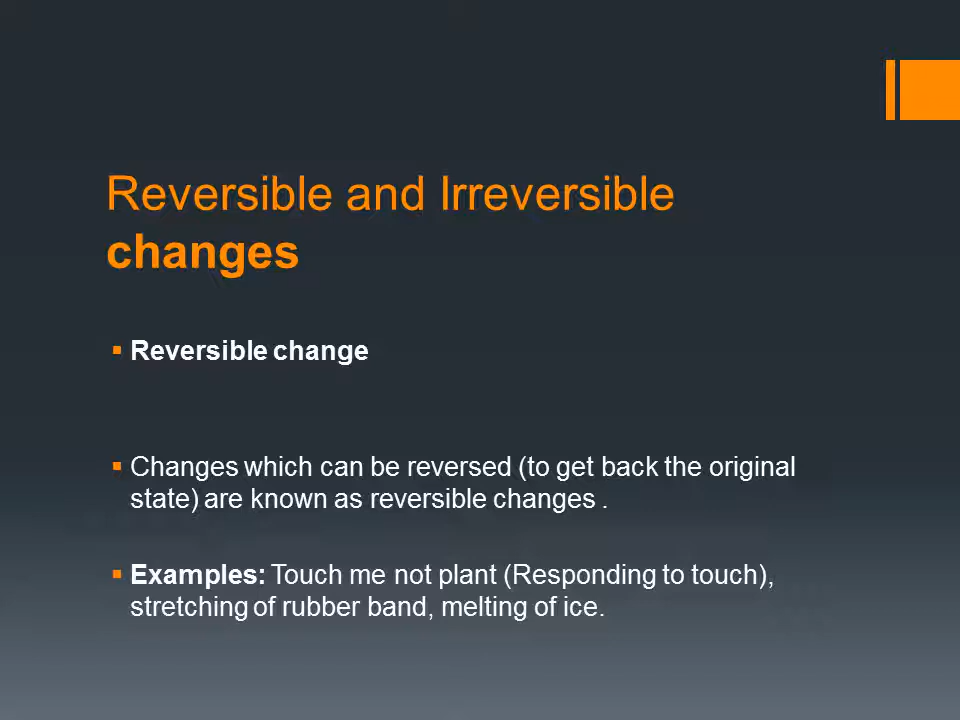 Reversible and Irreversible
changes
▪ Reversible change
▪ Changes which can be reversed (to get back the original
state) are known as reversible changes .
▪ Examples: Touch me not plant (Responding to touch),
stretching of rubber band, melting of ice.